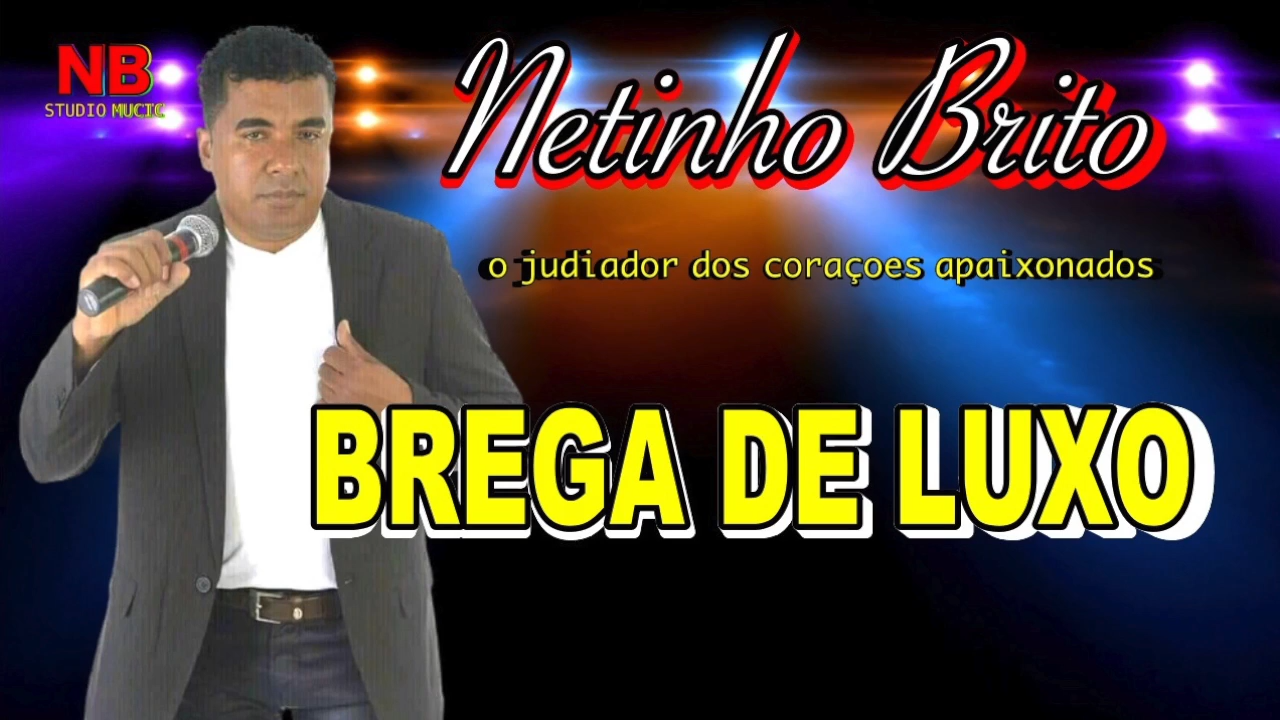 NB
STUDIO MUCIC
Netinho Brito
o judiador dos coraçoes apaixonados
BREGA DE LUXO